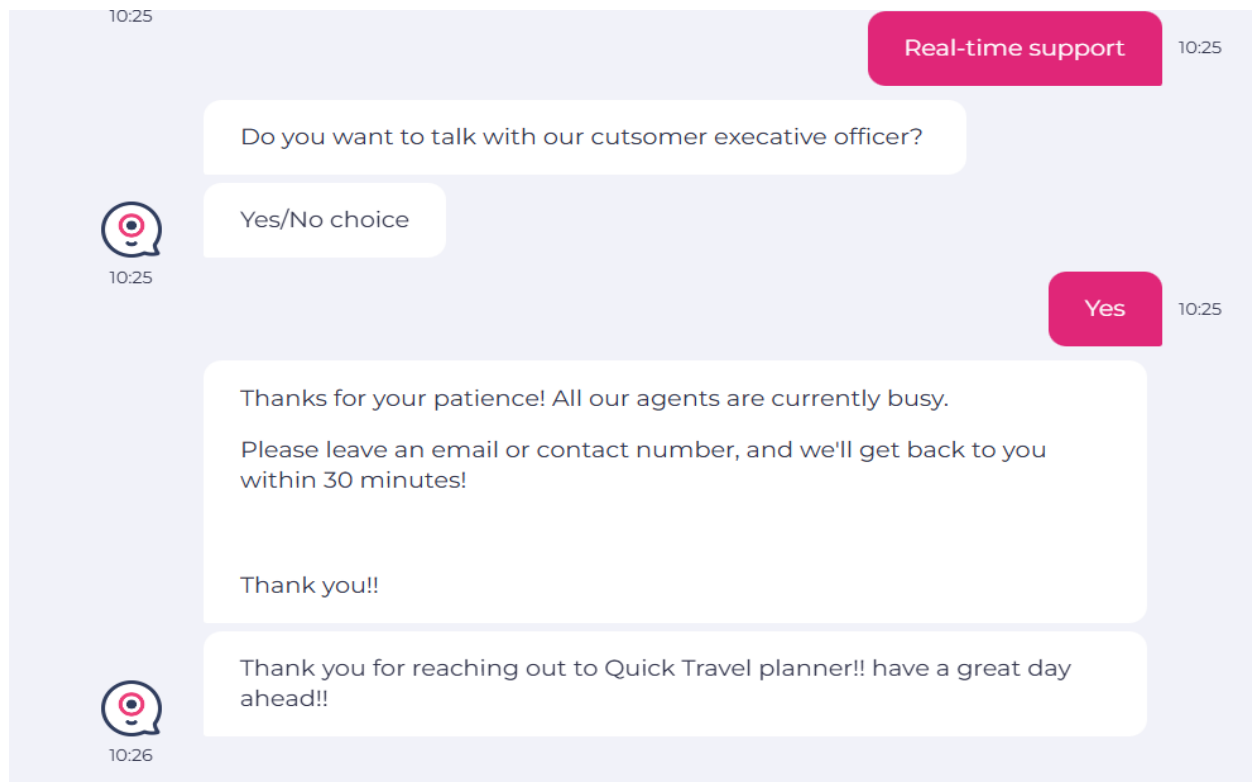 10:25
Real-time support
10:25
Do you want to talk with our cutsomer executive officer?
Yes/No choice
10:25
Yes
10:25
Thanks for your patience! All our agents are currently busy.
Please leave an email or contact number, and we'll get back to you
within 30 minutes!
Thank you!!
Thank you for reaching out to Quick Travel planner!! have a great day
ahead!!
10:26